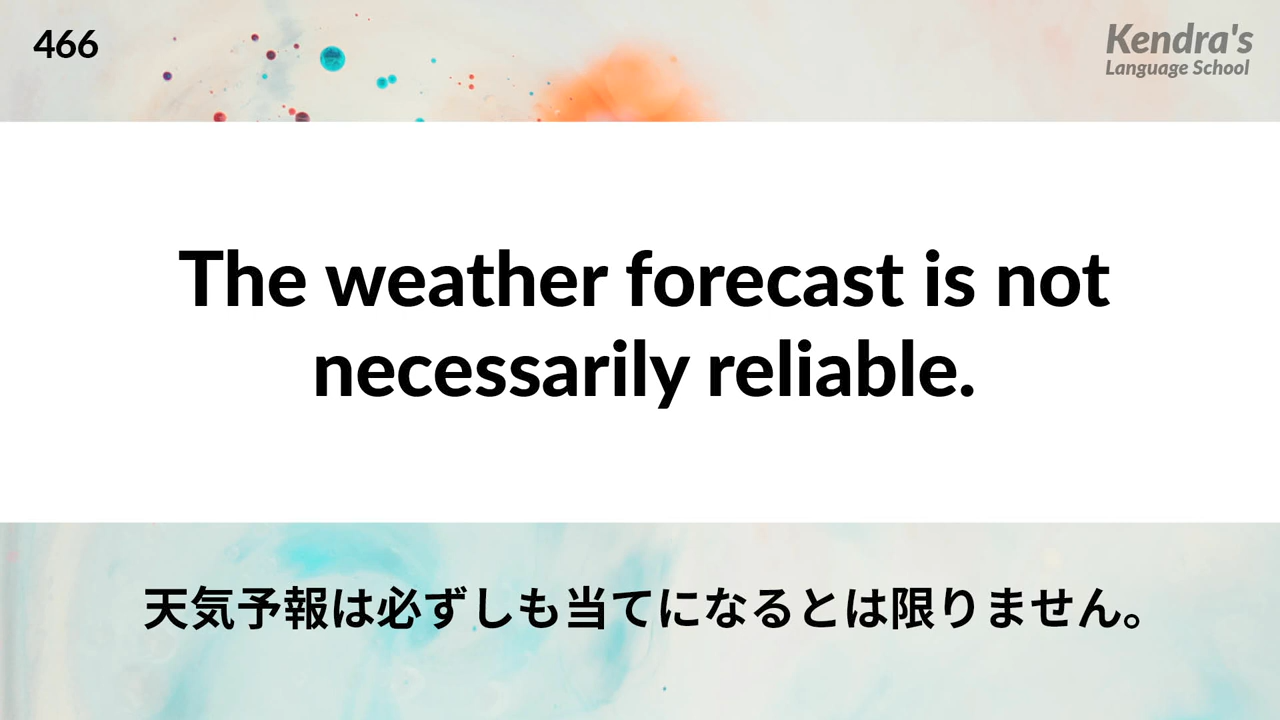 466
Kendra's
Language School
The weather forecast is not
necessarily reliable.
天気予報は必ずしも当てになるとは限りません。